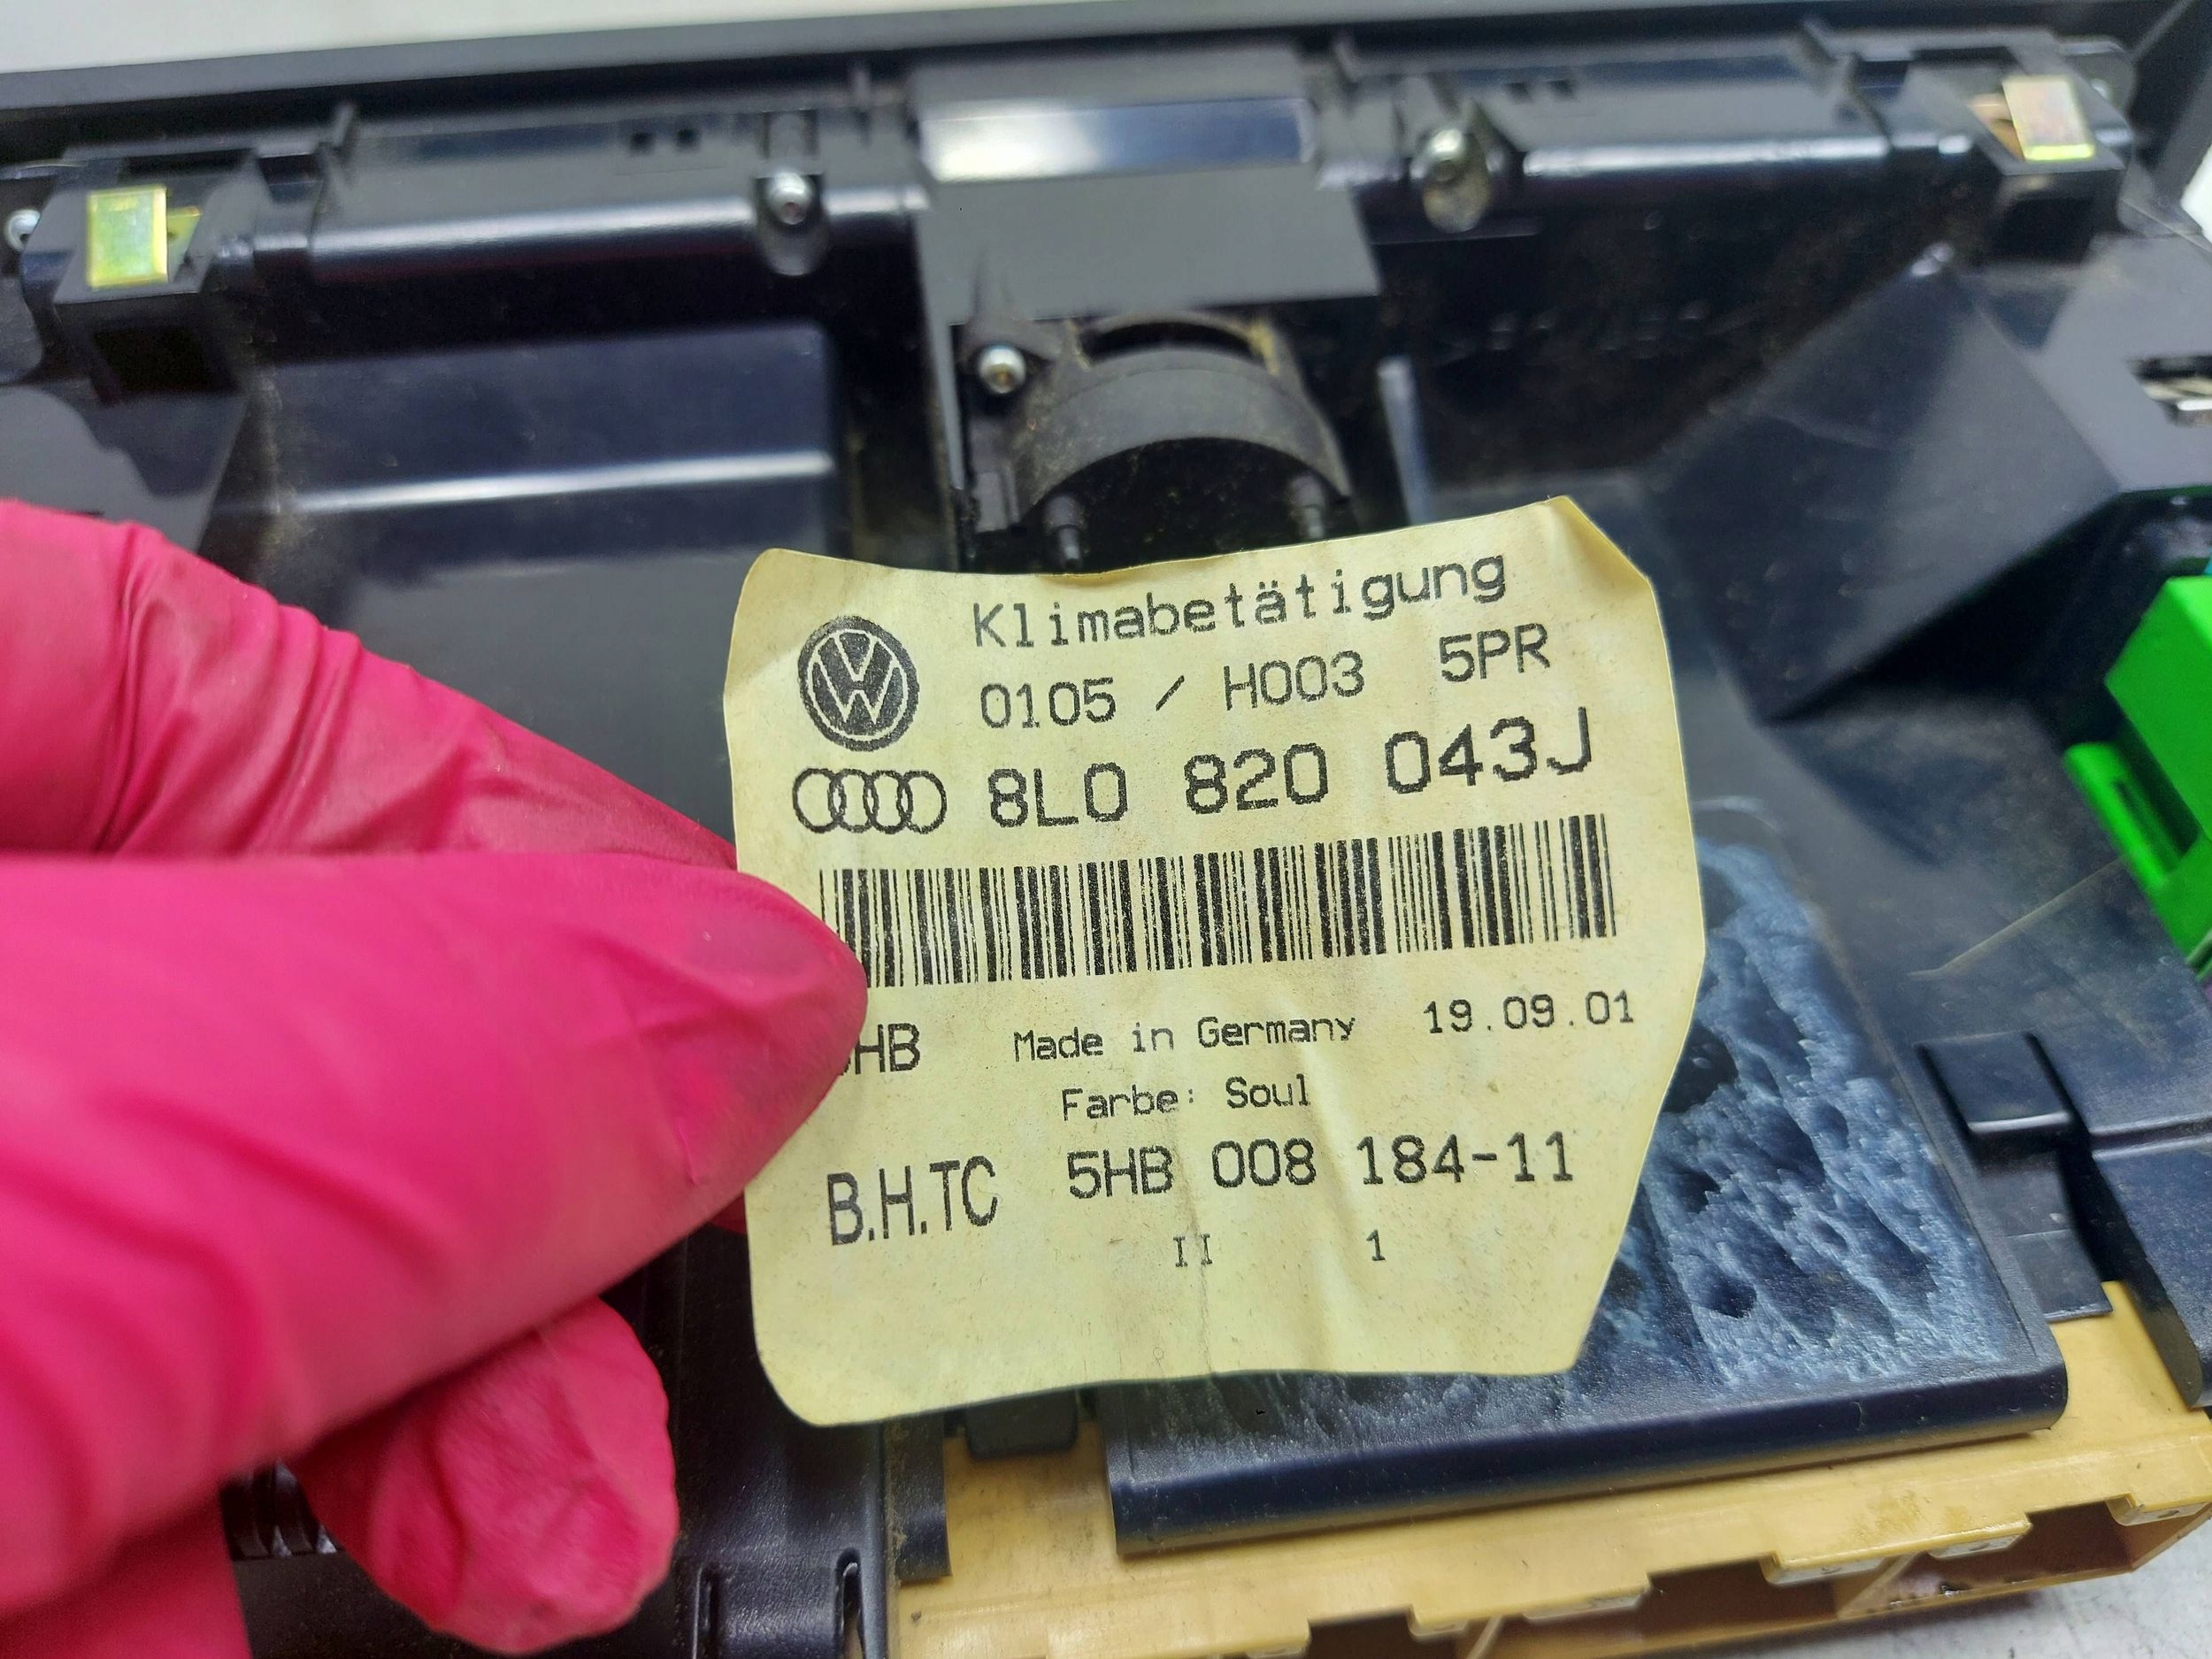 Klimabetätigung
0105 / H003 5PR
8L0 820 043J
HB Made in Germany 19.09.01
Farbe: Soul
B.H.TC 5HB 008 184-11
II 1